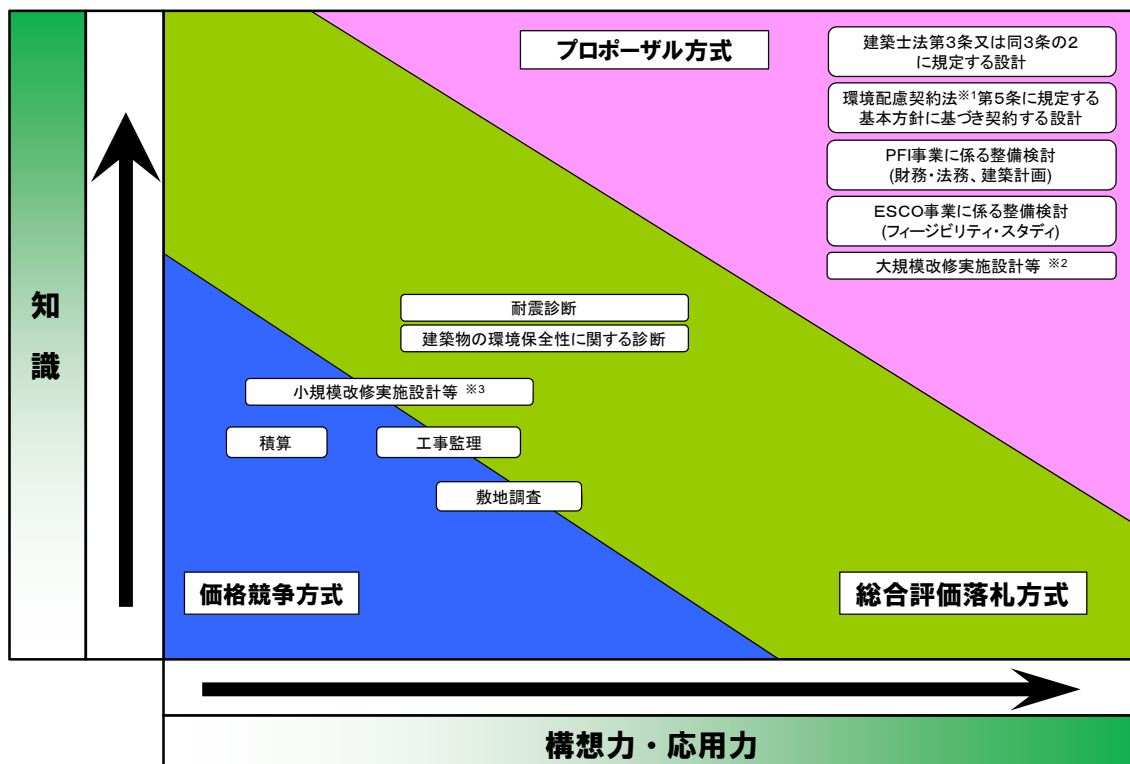 プロポーザル方式
建築士法第3条又は同3条の2
に規定する設計
環境配慮契約法※1第5条に規定する
基本方針に基づき契約する設計
PFI事業に係る整備検討
(財務・法務、建築計画)
ESCO事業に係る整備検討
(フィージビリティ・スタディ)
大規模改修実施設計等 ※2
知
識
耐震診断
建築物の環境保全性に関する診断
小規模改修実施設計等 ※3
積算
工事監理
敷地調査
価格競争方式
総合評価落札方式
構想力・応用力